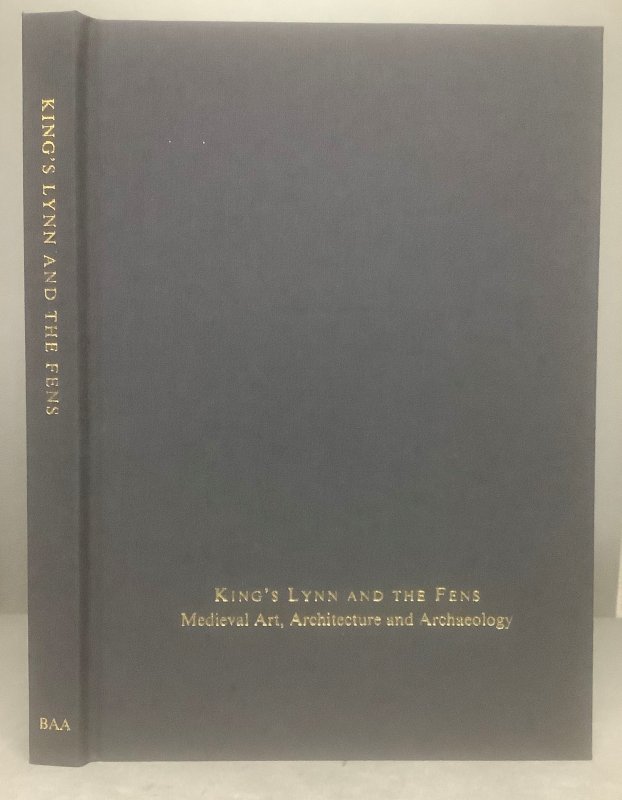 KING'S LYNN AND THE FENS
BAA
KING'S LYNN AND THE FENS
Medieval Art, Architecture and Archaeology